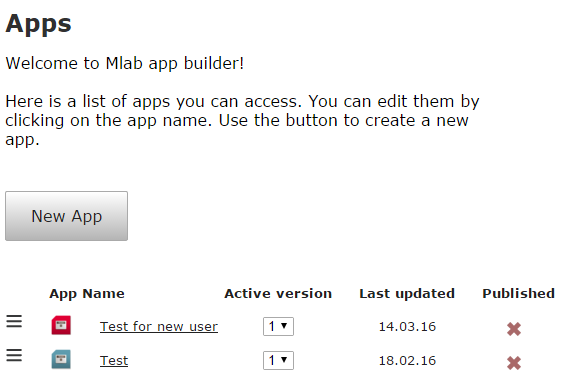 Apps
Welcome to Mlab app builder!
Here is a list of apps you can access. You can edit them by
clicking on the app name. Use the button to create a new
app.
New App
App Name Active version Last updated Published
Test for new user 1 14.03.16
Test 1 18.02.16